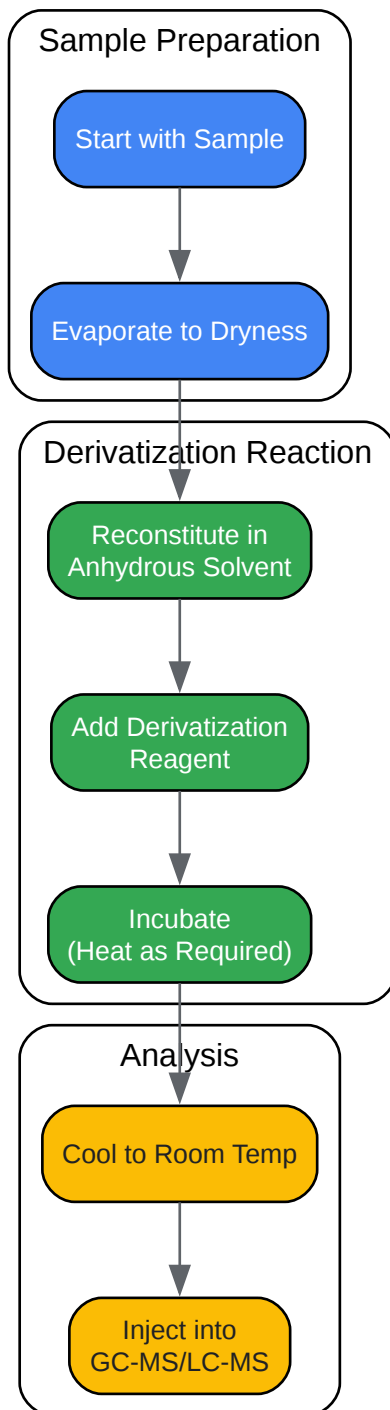 Sample Preparation
Start with Sample
Evaporate to Dryness
Derivatization Reaction
Reconstitute in
Anhydrous Solvent
Add Derivatization
Reagent
Incubate
(Heat as Required)
Analysis
Cool to Room Temp
Inject into
GC-MS/LC-MS